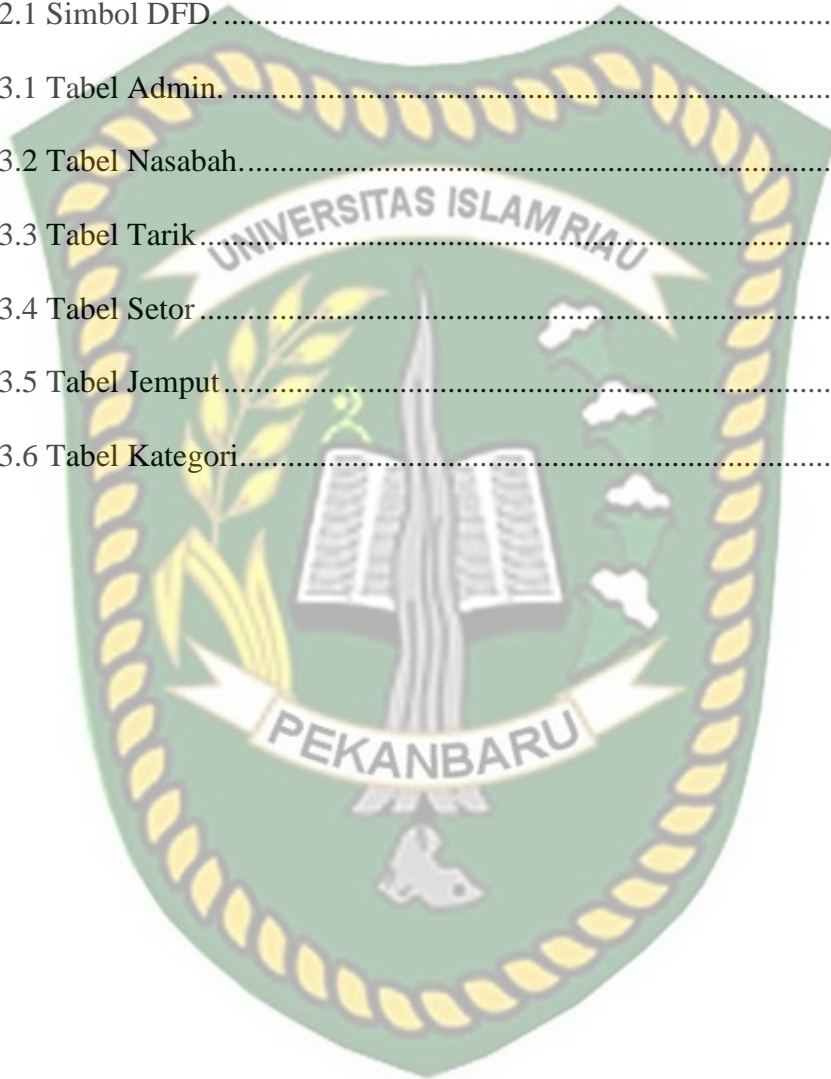 2.1 Simbol DFD. ........................................................................
3.1 Tabel Admin. ........................................................................
3.2 Tabel Nasabah. ........................................................................
UNIVERSITAS ISLAM RIAU
3.3 Tabel Tarik ........................................................................
3.4 Tabel Setor ........................................................................
3.5 Tabel Jemput ........................................................................
3.6 Tabel Kategori ........................................................................
PEKANBARU